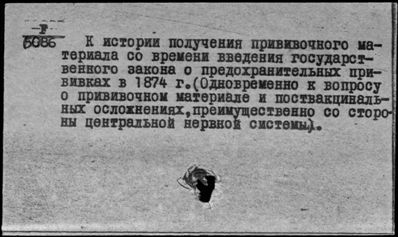 F
5086
К истории получения прививочного ма-
териала со времени введения государст-
венного закона о предохранительных при-
вивках в 1874 г.(Одновременно к вопросу
о прививочном материале и поствакциналь-
ных осложнениях,преимущественно со сторо-
ны центральной нервной системы).